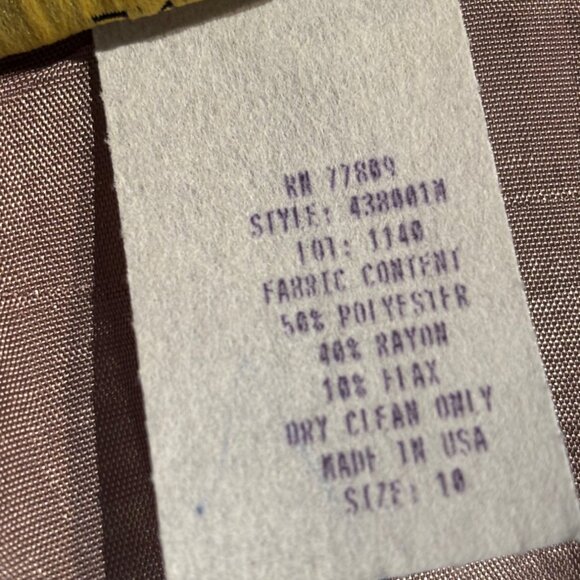 RN 77809
STYLE: 438001N
LOT: 1140
FABRIC CONTENT
50% POLYESTER
40% RAYON
10% FLAX
DRY CLEAN ONLY
MADE IN USA
SIZE: 10